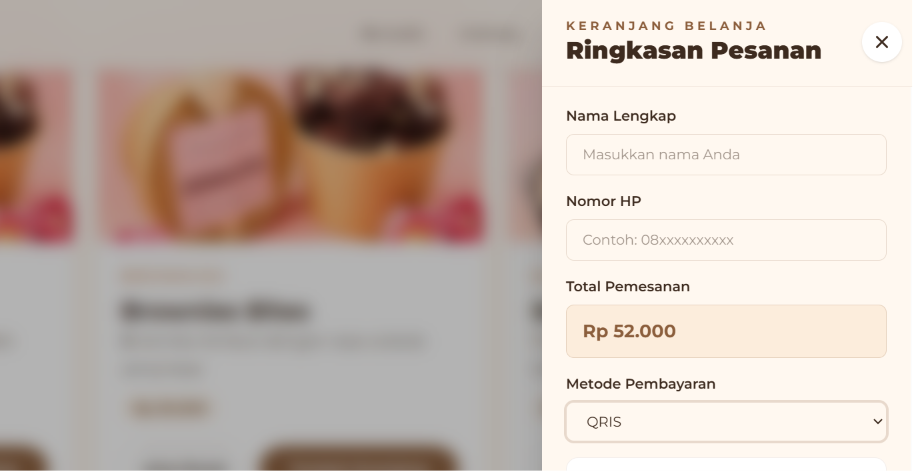 KERANJANG BELANJA
Ringkasan Pesanan
Nama Lengkap
Masukkan nama Anda
Nomor HP
Contoh: 08xxxxxxxxxx
Total Pemesanan
Rp 52.000
Metode Pembayaran
QRIS